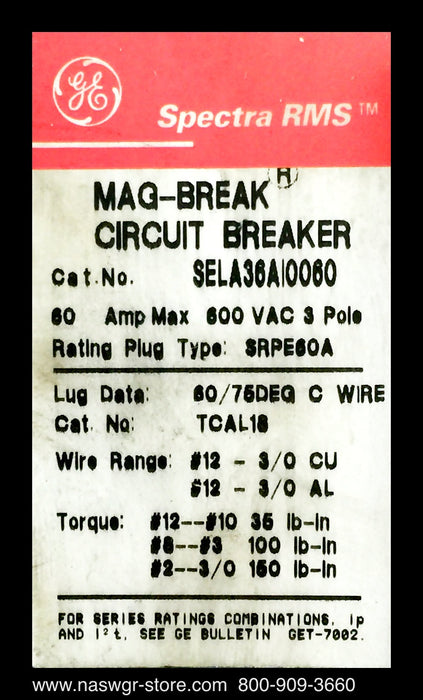 GE
Spectra RMS™
MAG-BREAK®
CIRCUIT BREAKER
Cat.No. SELA36AI0060
60 Amp Max 600 VAC 3 Pole
Rating Plug Type: SRPE60A
Lug Data: 60/75DEG C WIRE
Cat. No: TCAL18
Wire Range: #12 - 3/0 CU
#12 - 3/0 AL
Torque: #12--#10 35 lb-in
#8--#3 100 lb-in
#2--3/0 150 lb-in
FOR SERIES RATINGS COMBINATIONS, Ip
AND I²t, SEE GE BULLETIN GET-7002.
www.naswgr-store.com 800-909-3660